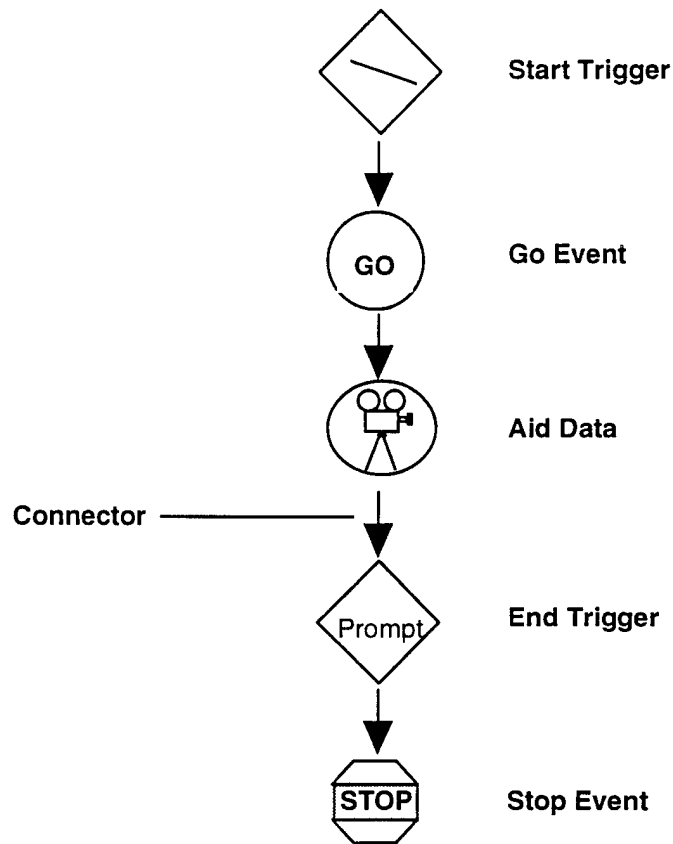 Start Trigger
GO
Go Event
Aid Data
Connector
Prompt
End Trigger
STOP
Stop Event